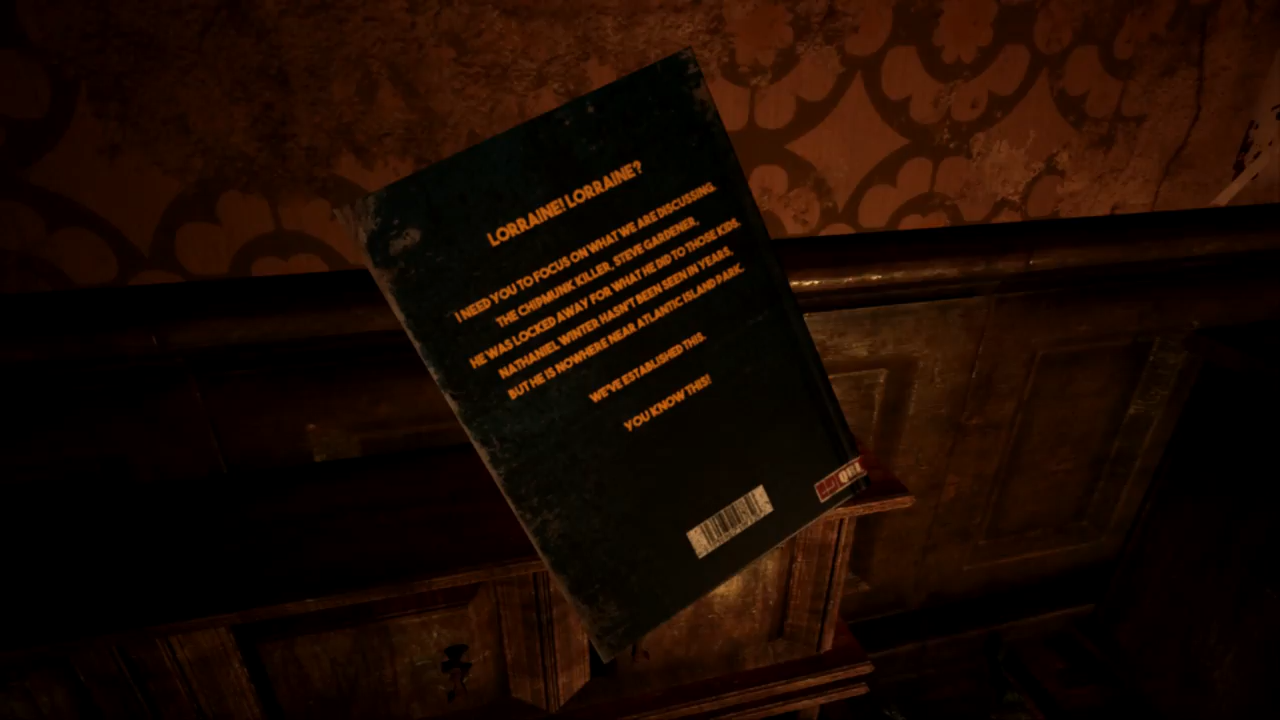 LORRAINE! LORRAINE?
I NEED YOU TO FOCUS ON WHAT WE ARE DISCUSSING.
THE CHIPMUNK KILLER, STEVE GARDENER,
HE WAS LOCKED AWAY FOR WHAT HE DID TO THOSE KIDS.
NATHANIEL WINTER HASN'T BEEN SEEN IN YEARS,
BUT HE IS NOWHERE NEAR ATLANTIC ISLAND PARK.
WE'VE ESTABLISHED THIS.
YOU KNOW THIS!